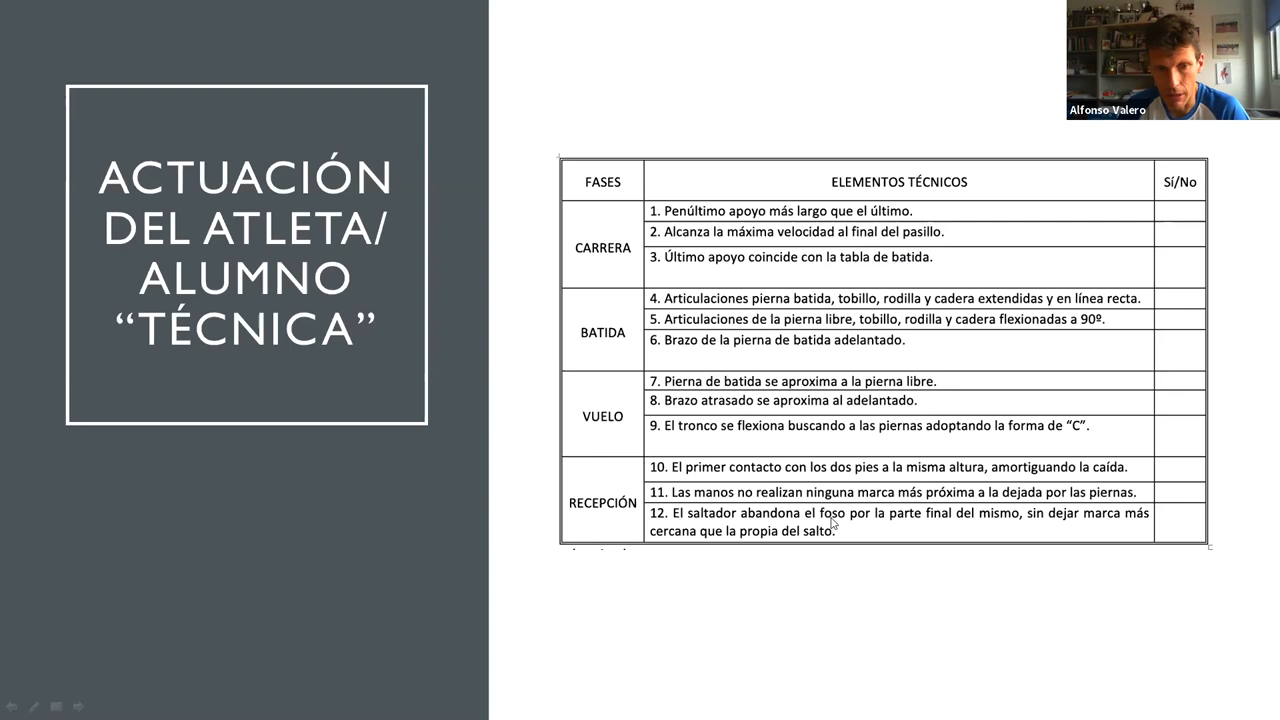 ACTUACIÓN
DEL ATLETA/
ALUMNO
“TÉCNICA”
Alfonso Valero
FASES
ELEMENTOS TÉCNICOS
Sí/No
CARRERA
1. Penúltimo apoyo más largo que el último.
2. Alcanza la máxima velocidad al final del pasillo.
3. Último apoyo coincide con la tabla de batida.
BATIDA
4. Articulaciones pierna batida, tobillo, rodilla y cadera extendidas y en línea recta.
5. Articulaciones de la pierna libre, tobillo, rodilla y cadera flexionadas a 90º.
6. Brazo de la pierna de batida adelantado.
VUELO
7. Pierna de batida se aproxima a la pierna libre.
8. Brazo atrasado se aproxima al adelantado.
9. El tronco se flexiona buscando a las piernas adoptando la forma de “C”.
RECEPCIÓN
10. El primer contacto con los dos pies a la misma altura, amortiguando la caída.
11. Las manos no realizan ninguna marca más próxima a la dejada por las piernas.
12. El saltador abandona el foso por la parte final del mismo, sin dejar marca más
cercana que la propia del salto.